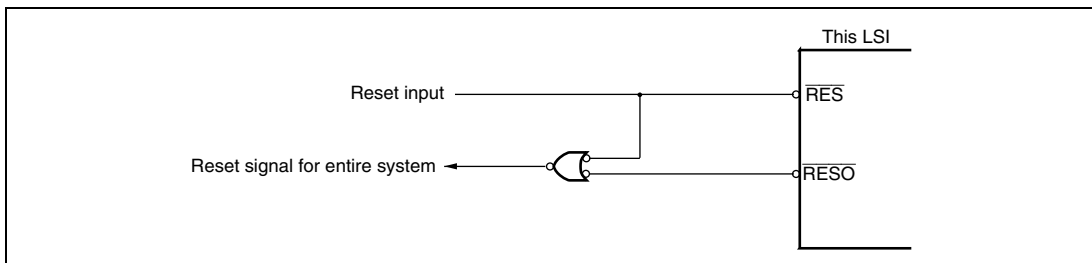 This LSI
Reset input
RES
Reset signal for entire system
RESO